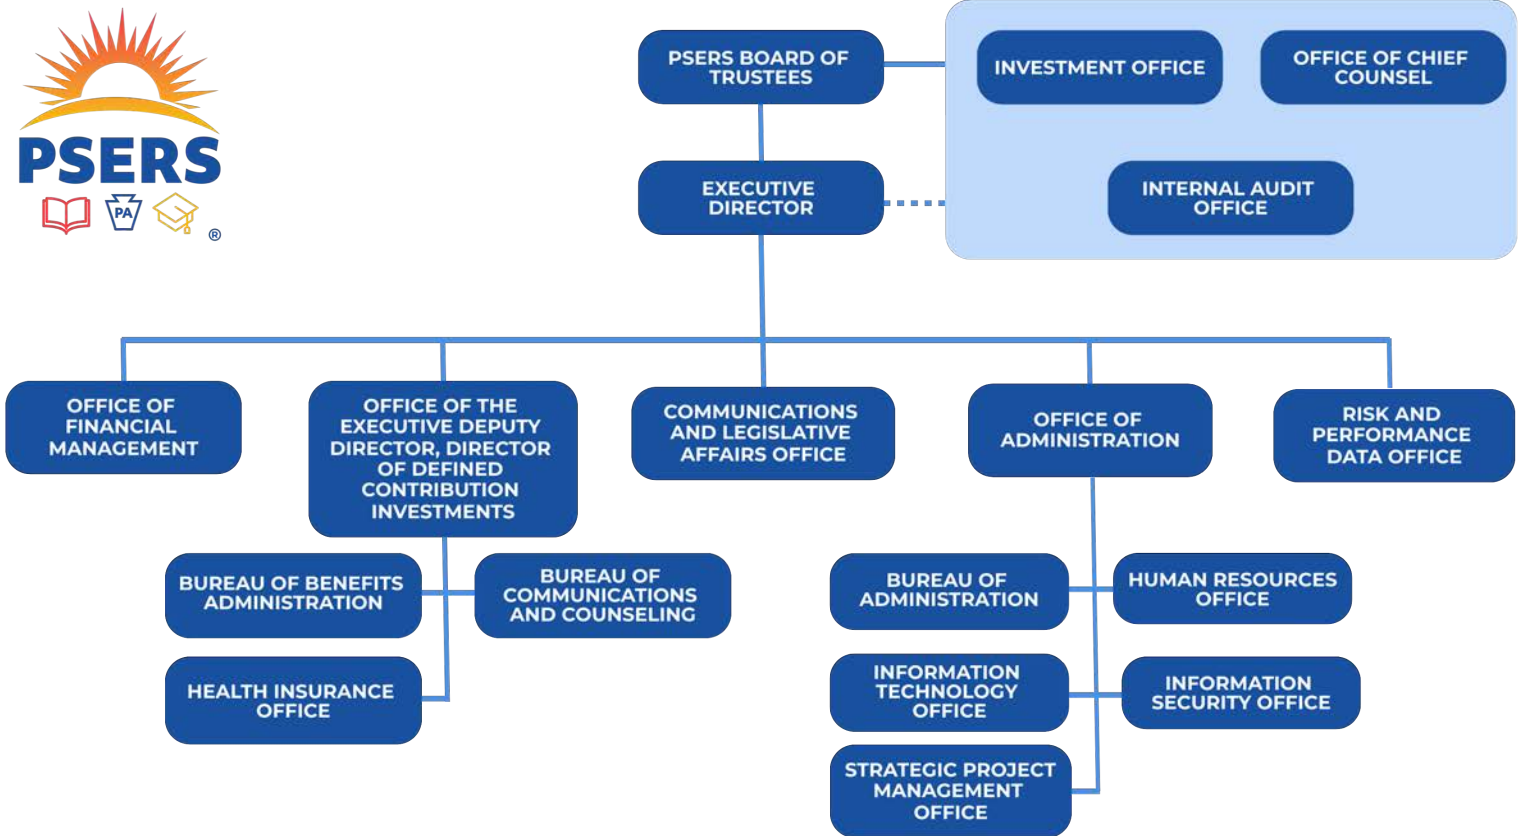 PSERS BOARD OF
TRUSTEES
INVESTMENT OFFICE
OFFICE OF CHIEF
COUNSEL
PSERS
PA
®
EXECUTIVE
DIRECTOR
INTERNAL AUDIT
OFFICE
OFFICE OF
FINANCIAL
MANAGEMENT
OFFICE OF THE
EXECUTIVE DEPUTY
DIRECTOR, DIRECTOR
OF DEFINED
CONTRIBUTION
INVESTMENTS
COMMUNICATIONS
AND LEGISLATIVE
AFFAIRS OFFICE
OFFICE OF
ADMINISTRATION
RISK AND
PERFORMANCE
DATA OFFICE
BUREAU OF BENEFITS
ADMINISTRATION
BUREAU OF
COMMUNICATIONS
AND COUNSELING
HEALTH INSURANCE
OFFICE
BUREAU OF
ADMINISTRATION
HUMAN RESOURCES
OFFICE
INFORMATION
TECHNOLOGY
OFFICE
INFORMATION
SECURITY OFFICE
STRATEGIC PROJECT
MANAGEMENT
OFFICE